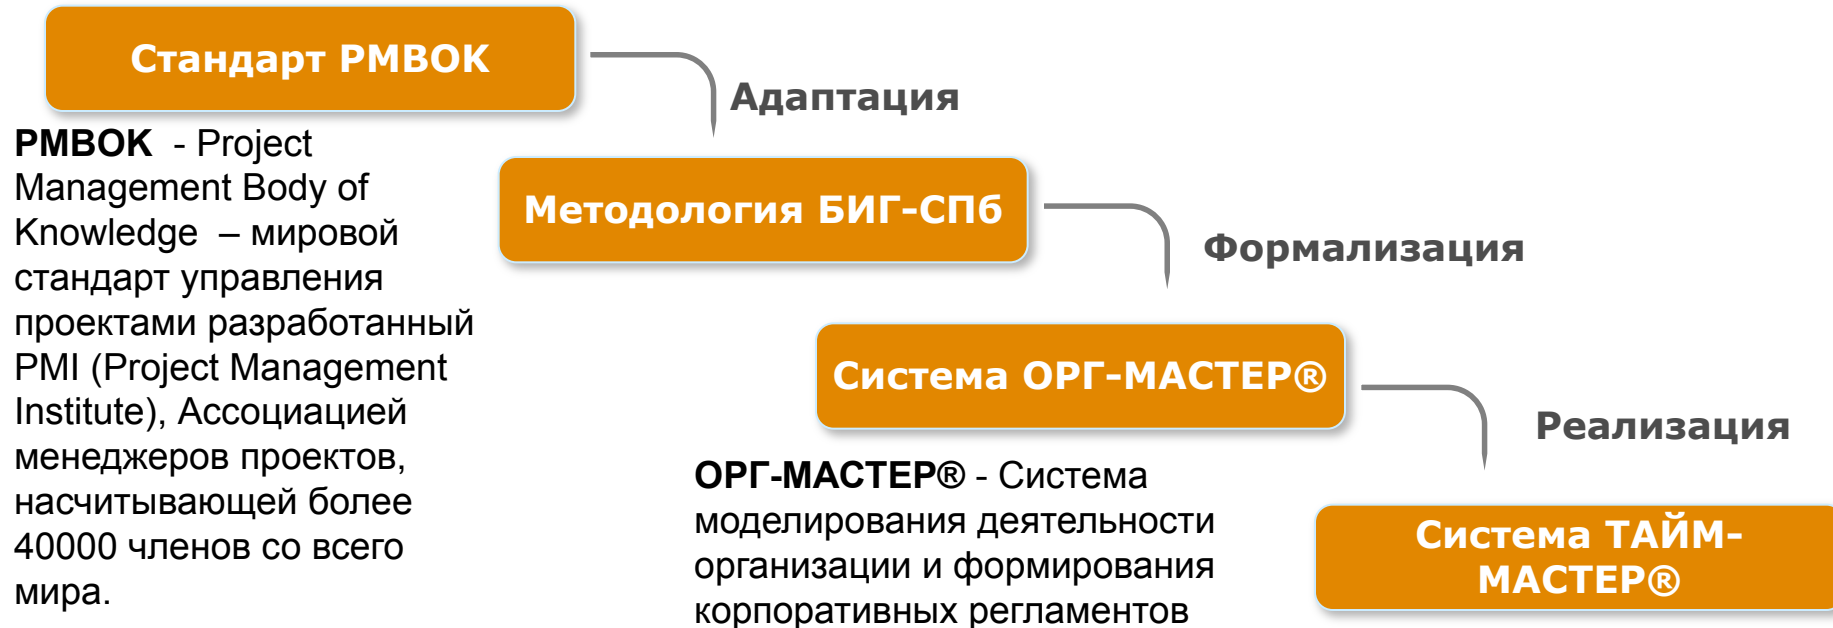 Стандарт PMBOK
Адаптация
PMBOK - Project
Management Body of
Knowledge – мировой
стандарт управления
проектами разработанный
PMI (Project Management
Institute), Ассоциацией
менеджеров проектов,
насчитывающей более
40000 членов со всего
мира.
Методология БИГ-СПб
Формализация
Система ОРГ-МАСТЕР®
Реализация
ОРГ-МАСТЕР® - Система
моделирования деятельности
организации и формирования
корпоративных регламентов
Система ТАЙМ-
МАСТЕР®